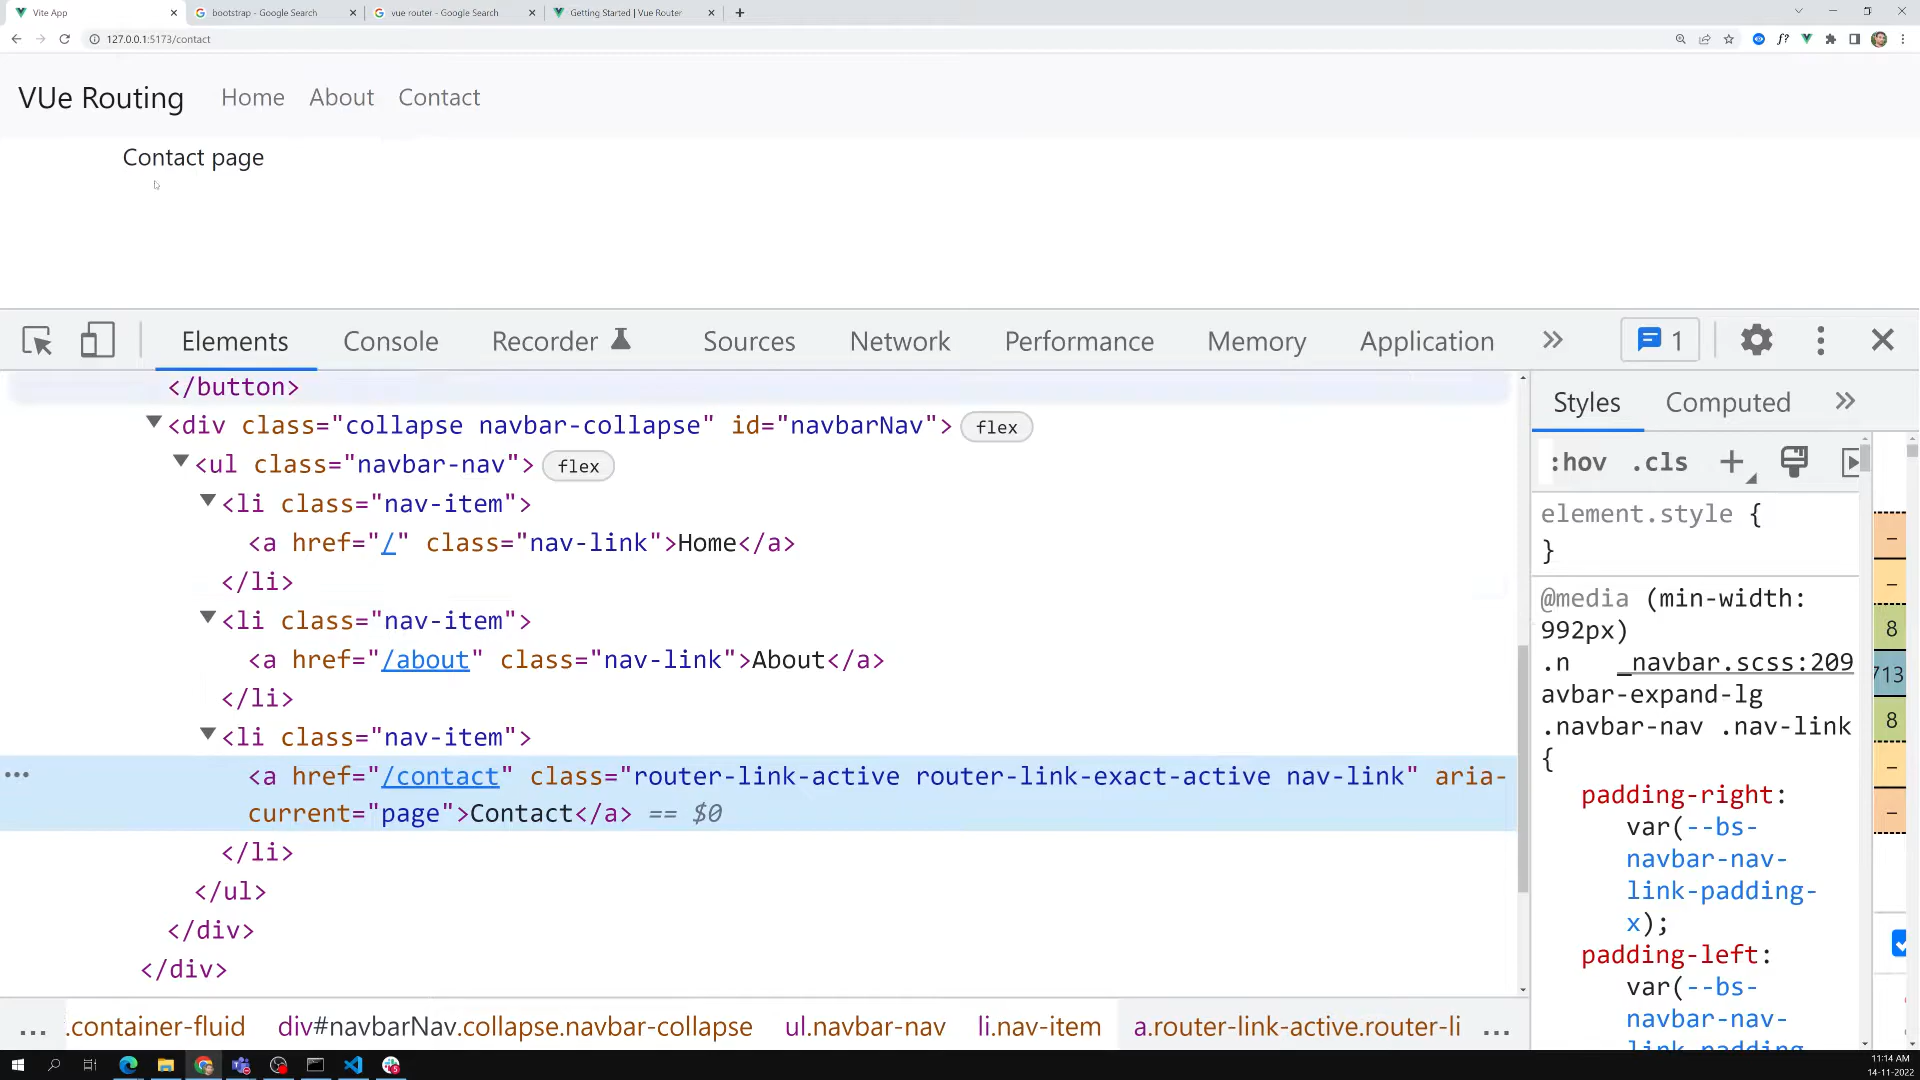 Vite App
bootstrap - Google Search
vue router - Google Search
Getting Started | Vue Router
127.0.0.1:5173/contact
f?
VUe Routing Home About Contact
Contact page
Elements Console Recorder Sources Network Performance Memory Application 1
</button>
<div class="collapse navbar-collapse" id="navbarNav"> flex
<ul class="navbar-nav"> flex
<li class="nav-item">
<a href="/" class="nav-link">Home</a>
</li>
<li class="nav-item">
<a href="/about" class="nav-link">About</a>
</li>
<li class="nav-item">
<a href="/contact" class="router-link-active router-link-exact-active nav-link" aria-
current="page">Contact</a> == $0
</li>
</ul>
</div>
</div>
... .container-fluid div#navbarNav.collapse.navbar-collapse ul.navbar-nav li.nav-item a.router-link-active.router-li ...
Styles Computed
:hov .cls
element.style {
}
@media (min-width:
992px)
.n _navbar.scss:209
avbar-expand-lg
.navbar-nav .nav-link
{
padding-right:
var(--bs-
navbar-nav-
link-padding-
x);
padding-left:
var(--bs-
navbar-nav-
link-padding-
–
–
8
713
8
–
–
11:14 AM
14-11-2022